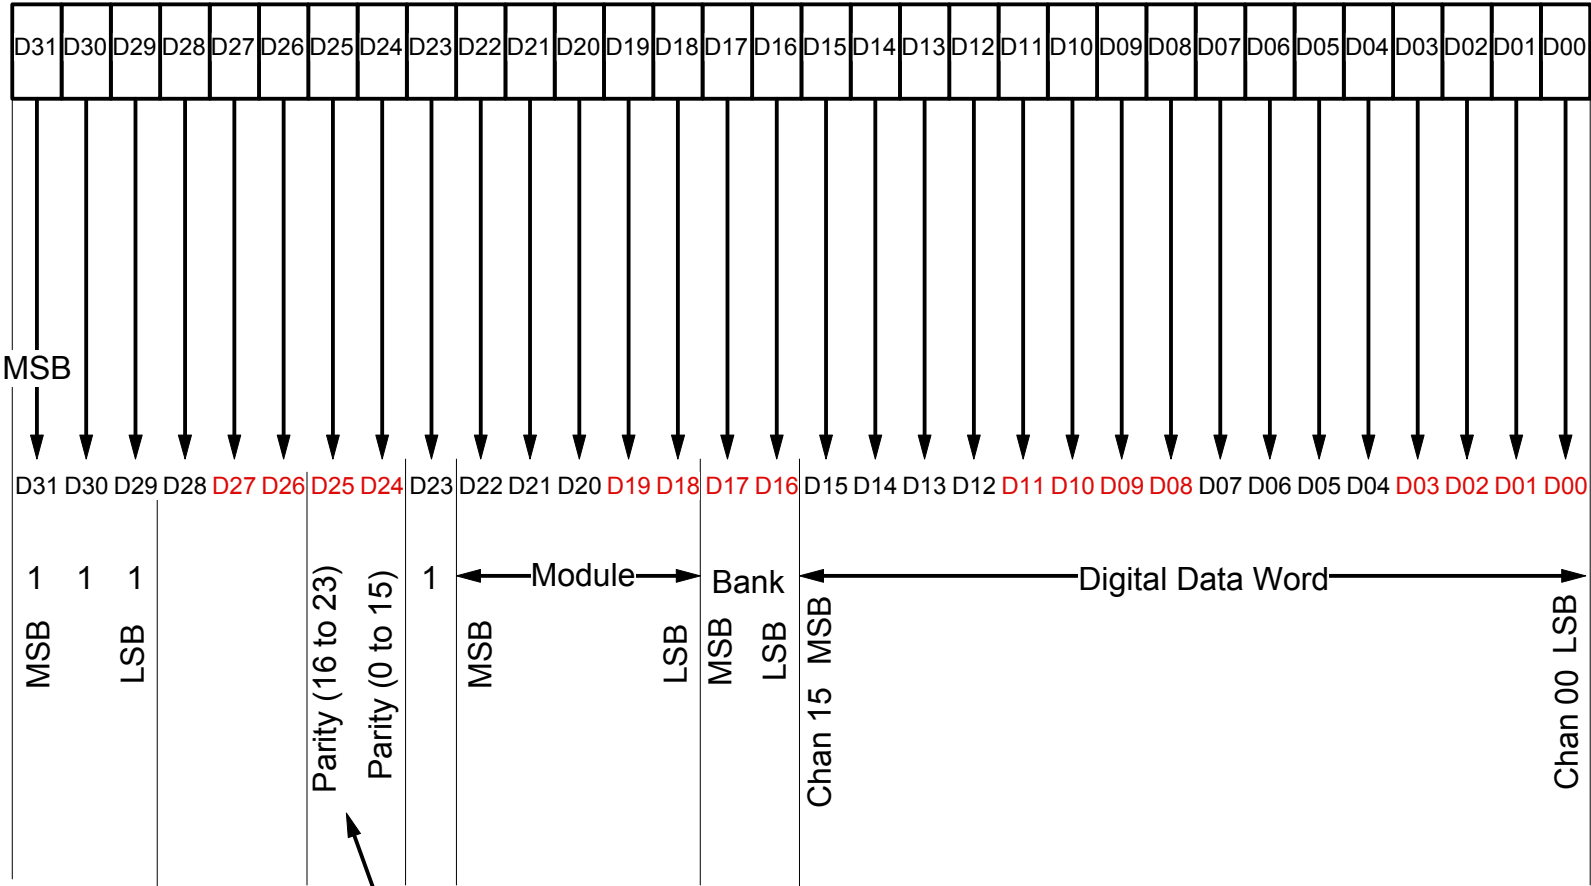 D31 D30 D29 D28 D27 D26 D25 D24 D23 D22 D21 D20 D19 D18 D17 D16 D15 D14 D13 D12 D11 D10 D09 D08 D07 D06 D05 D04 D03 D02 D01 D00
MSB
D31 D30 D29 D28 D27 D26 D25 D24 D23 D22 D21 D20 D19 D18 D17 D16 D15 D14 D13 D12 D11 D10 D09 D08 D07 D06 D05 D04 D03 D02 D01 D00
1 1 1
MSB
LSB
Parity (16 to 23)
Parity (0 to 15)
1
Module
MSB
LSB
Bank
MSB
LSB
Digital Data Word
Chan 15 MSB
Chan 00 LSB